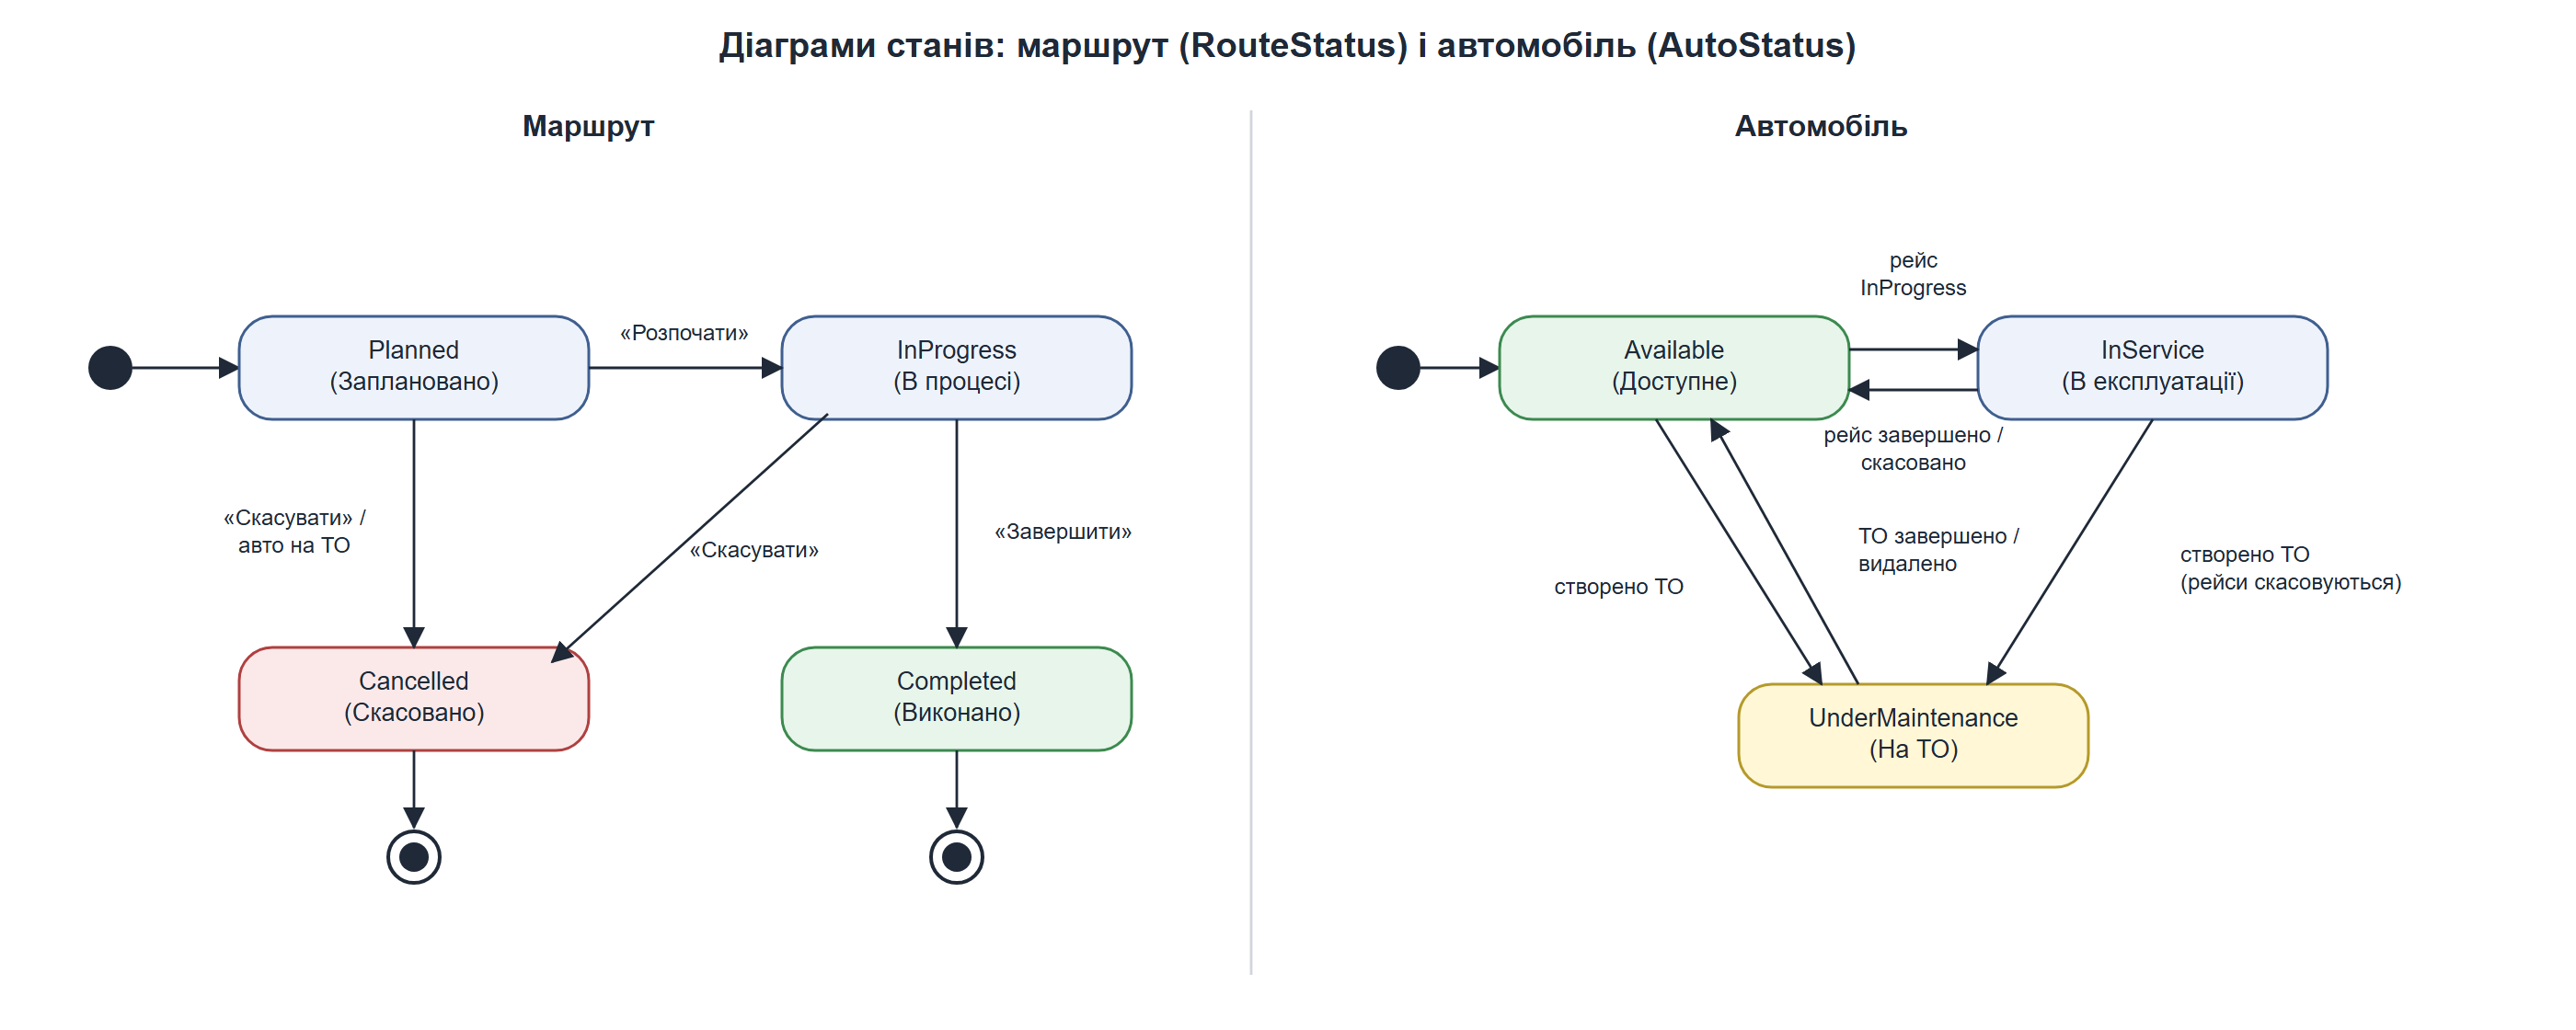 Діаграми станів: маршрут (RouteStatus) і автомобіль (AutoStatus)
Маршрут
«Розпочати»
Planned
(Заплановано)
InProgress
(В процесі)
«Скасувати» /
авто на ТО
«Скасувати»
«Завершити»
Cancelled
(Скасовано)
Completed
(Виконано)
Автомобіль
рейс
InProgress
Available
(Доступне)
InService
(В експлуатації)
рейс завершено /
скасовано
ТО завершено /
видалено
створено ТО
створено ТО
(рейси скасовуються)
UnderMaintenance
(На ТО)